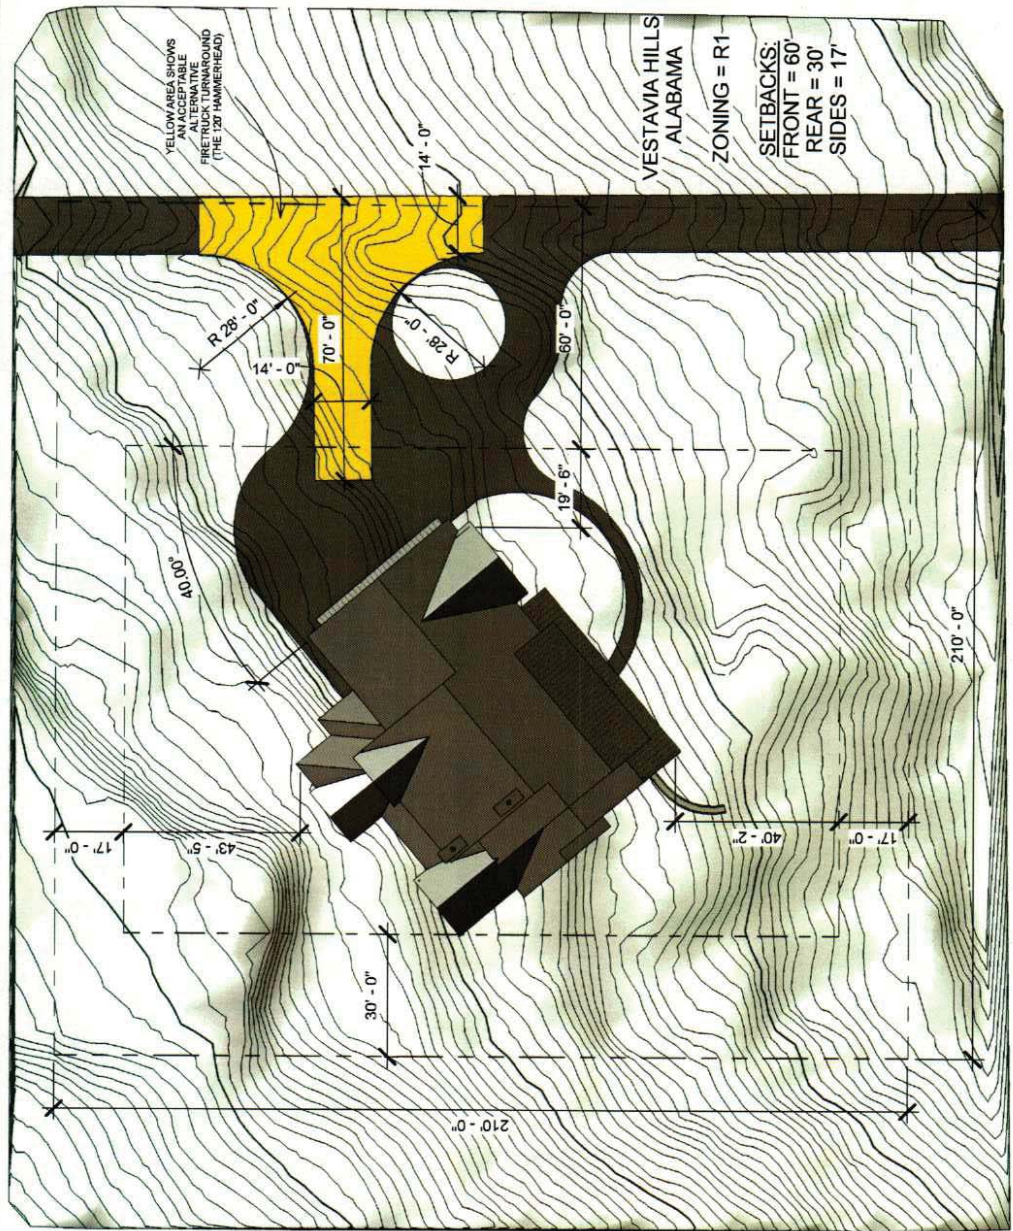 YELLOW AREA SHOWS
AN ACCEPTABLE
ALTERNATIVE
FIRETRUCK TURNAROUND
(THE 120' HAMMERHEAD)
14' - 0"
VESTAVIA HILLS
ALABAMA
ZONING = R1
SETBACKS:
FRONT = 60'
REAR = 30'
SIDES = 17'
R 28' - 0"
14' - 0"
70' - 0"
R 28' - 0"
60' - 0"
40.00°
19' - 6"
210' - 0"
17' - 0"
43' - 5"
40' - 2"
17' - 0"
30' - 0"
210' - 0"